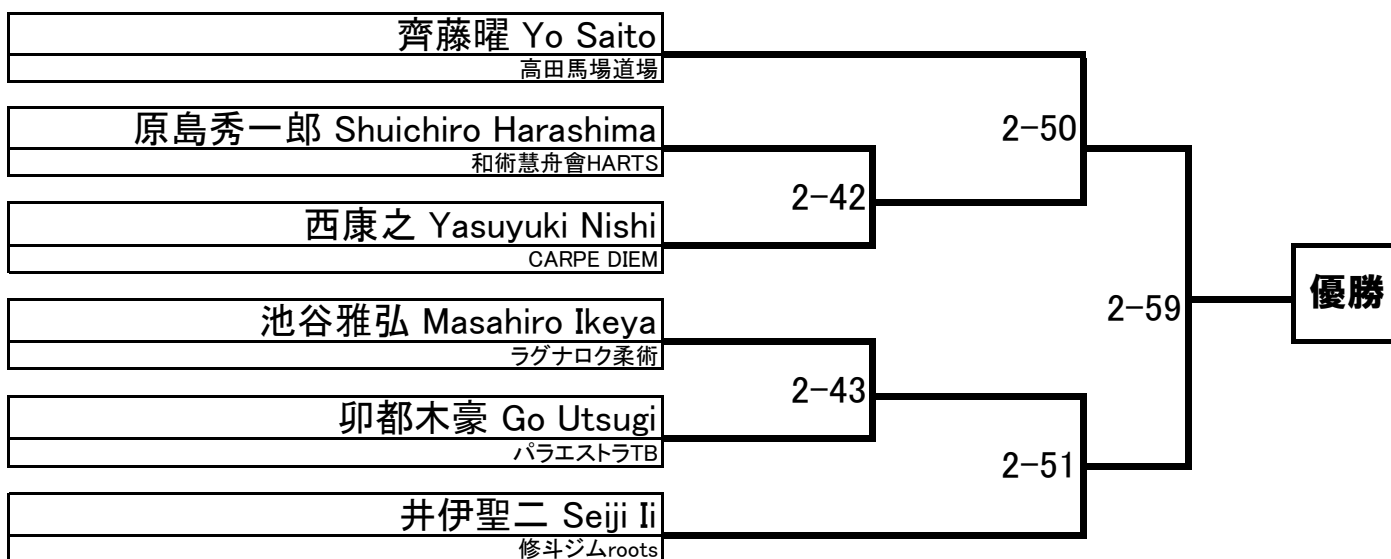 齊藤曜 Yo Saito
高田馬場道場
原島秀一郎 Shuichiro Harashima
和術慧舟會HARTS
西康之 Yasuyuki Nishi
CARPE DIEM
池谷雅弘 Masahiro Ikeya
ラグナロク柔術
卯都木豪 Go Utsugi
パラエストラTB
井伊聖二 Seiji Ii
修斗ジムroots
2-42
2-43
2-50
2-51
2-59
優勝